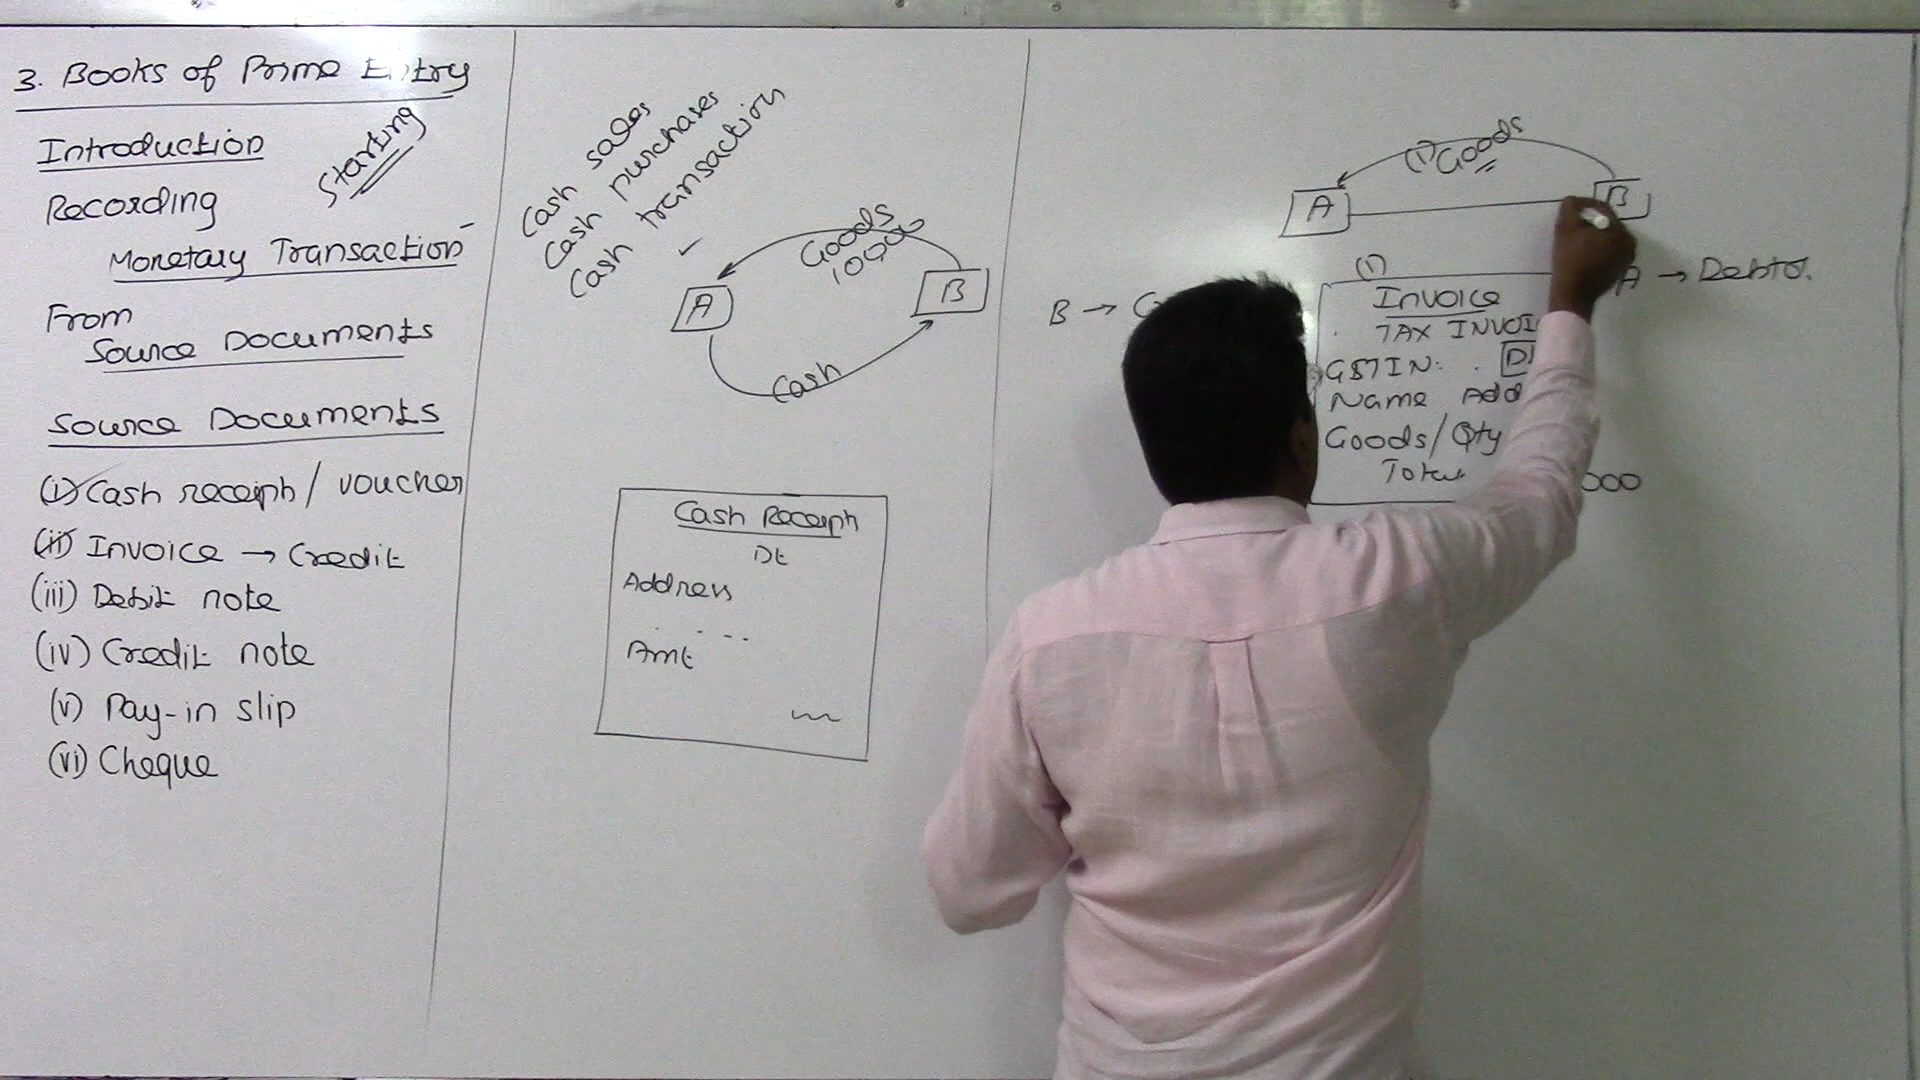 3. Books of Prime Entry
Introduction
Starting
Recording
Monetary Transaction
From
Source Documents
Source Documents
(i) Cash receipt / voucher
(ii) Invoice → Credit
(iii) Debit note
(iv) Credit note
(v) Pay-in slip
(vi) Cheque
Cash sales
Cash purchases
Cash transaction
Goods
10000
A
B
Cash
Cash Receipt
Dt
Address
Amt
(1) Goods
A
B
B →
A → Debtor
(1)
Invoice
TAX INVOI
GSTIN:
Name Add
Goods/Qty
Total
000